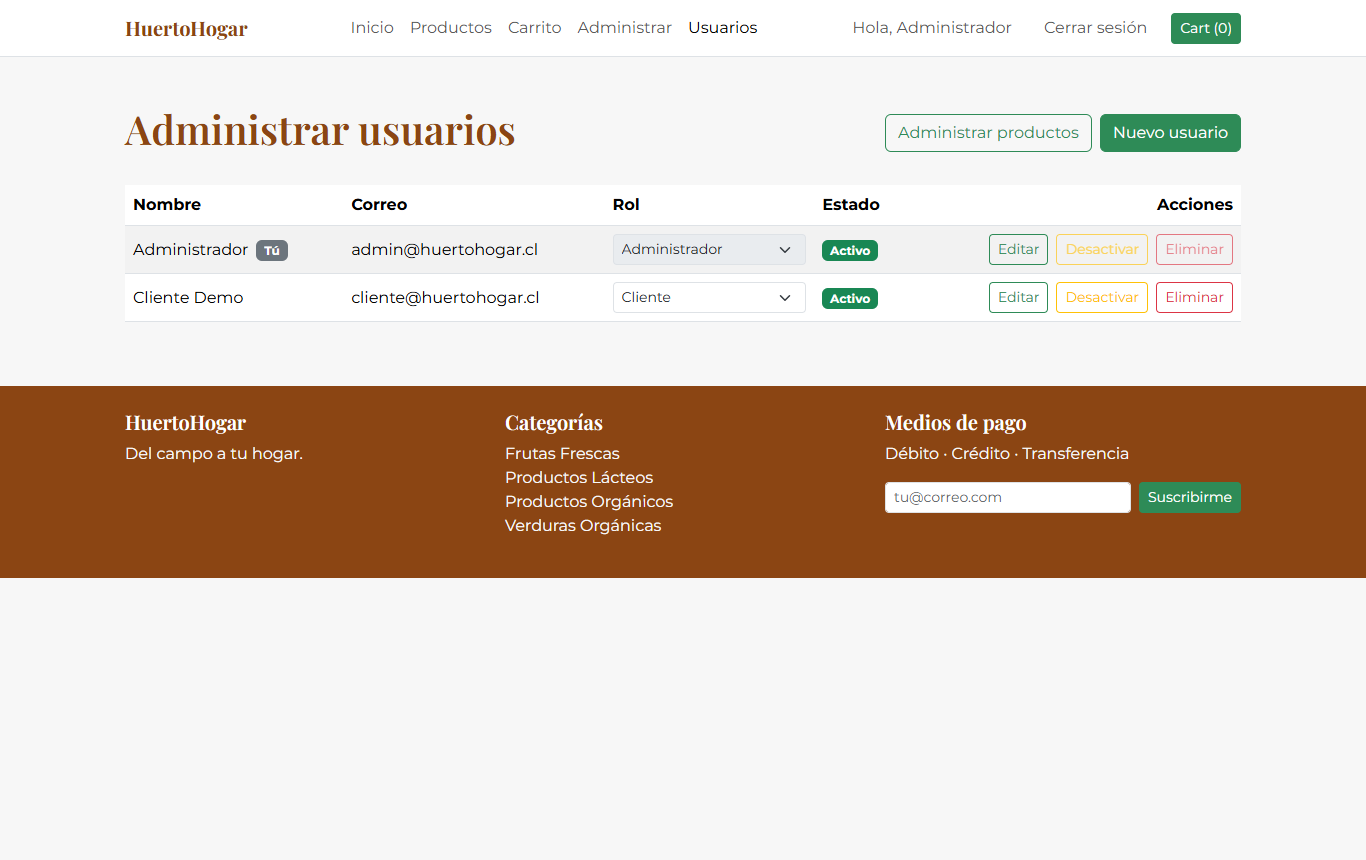 HuertoHogar Inicio Productos Carrito Administrar Usuarios Hola, Administrador Cerrar sesión Cart (0)
Administrar usuarios Administrar productos Nuevo usuario
Nombre Correo Rol Estado Acciones
Administrador Tú admin@huertohogar.cl Administrador Activo Editar Desactivar Eliminar
Cliente Demo cliente@huertohogar.cl Cliente Activo Editar Desactivar Eliminar
HuertoHogar
Del campo a tu hogar.
Categorías
Frutas Frescas
Productos Lácteos
Productos Orgánicos
Verduras Orgánicas
Medios de pago
Débito · Crédito · Transferencia
tu@correo.com Suscribirme